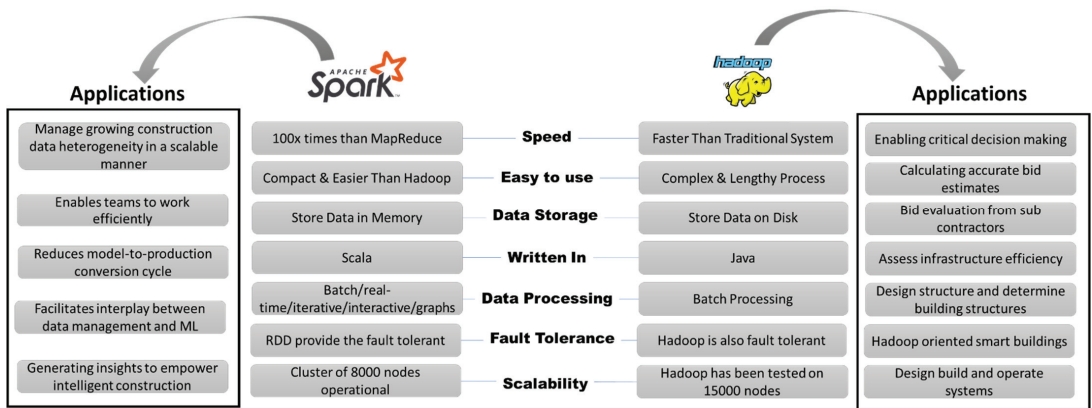 APACHE
Spark
TM
hadoop
Applications
Manage growing construction
data heterogeneity in a scalable
manner
Enables teams to work
efficiently
Reduces model-to-production
conversion cycle
Facilitates interplay between
data management and ML
Generating insights to empower
intelligent construction
100x times than MapReduce
Speed
Faster Than Traditional System
Compact & Easier Than Hadoop
Easy to use
Complex & Lengthy Process
Store Data in Memory
Data Storage
Store Data on Disk
Scala
Written In
Java
Batch/real-
time/iterative/interactive/graphs
Data Processing
Batch Processing
RDD provide the fault tolerant
Fault Tolerance
Hadoop is also fault tolerant
Cluster of 8000 nodes
operational
Scalability
Hadoop has been tested on
15000 nodes
Applications
Enabling critical decision making
Calculating accurate bid
estimates
Bid evaluation from sub
contractors
Assess infrastructure efficiency
Design structure and determine
building structures
Hadoop oriented smart buildings
Design build and operate
systems